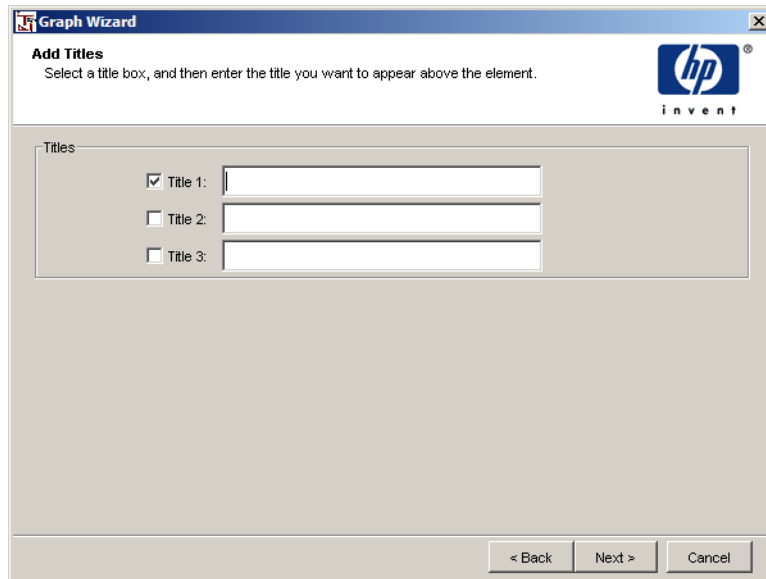 Graph Wizard
Add Titles
Select a title box, and then enter the title you want to appear above the element.
hp
®
invent
Titles
Title 1:
Title 2:
Title 3:
< Back
Next >
Cancel